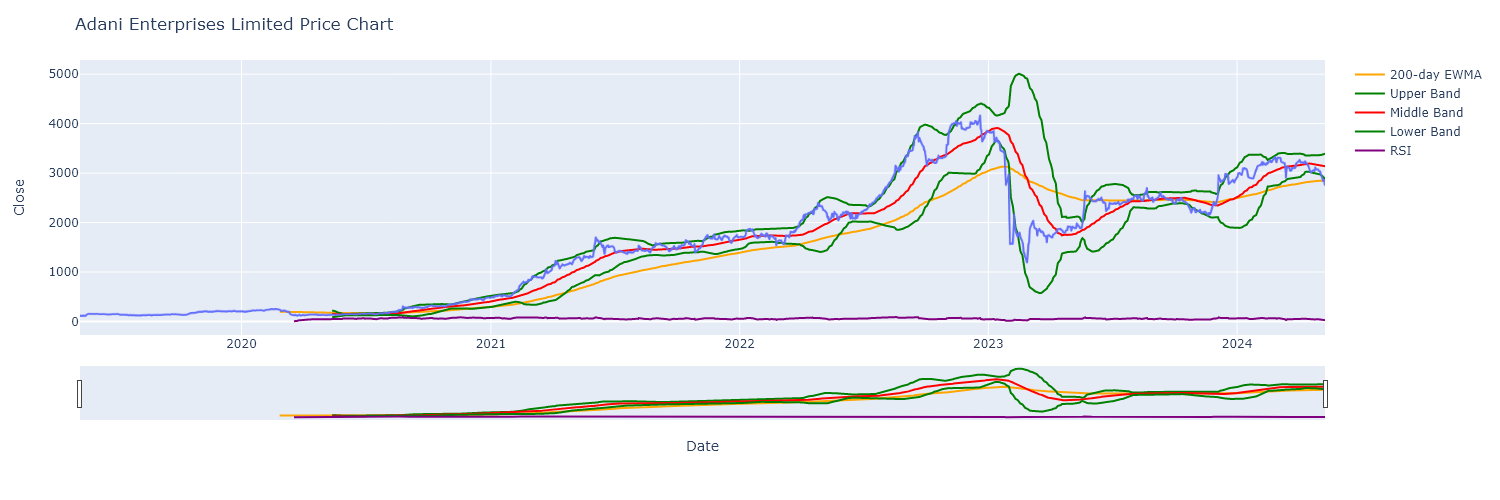 Adani Enterprises Limited Price Chart
5000
4000
3000
2000
1000
0
Close
2020 2021 2022 2023 2024
Date
200-day EWMA
Upper Band
Middle Band
Lower Band
RSI